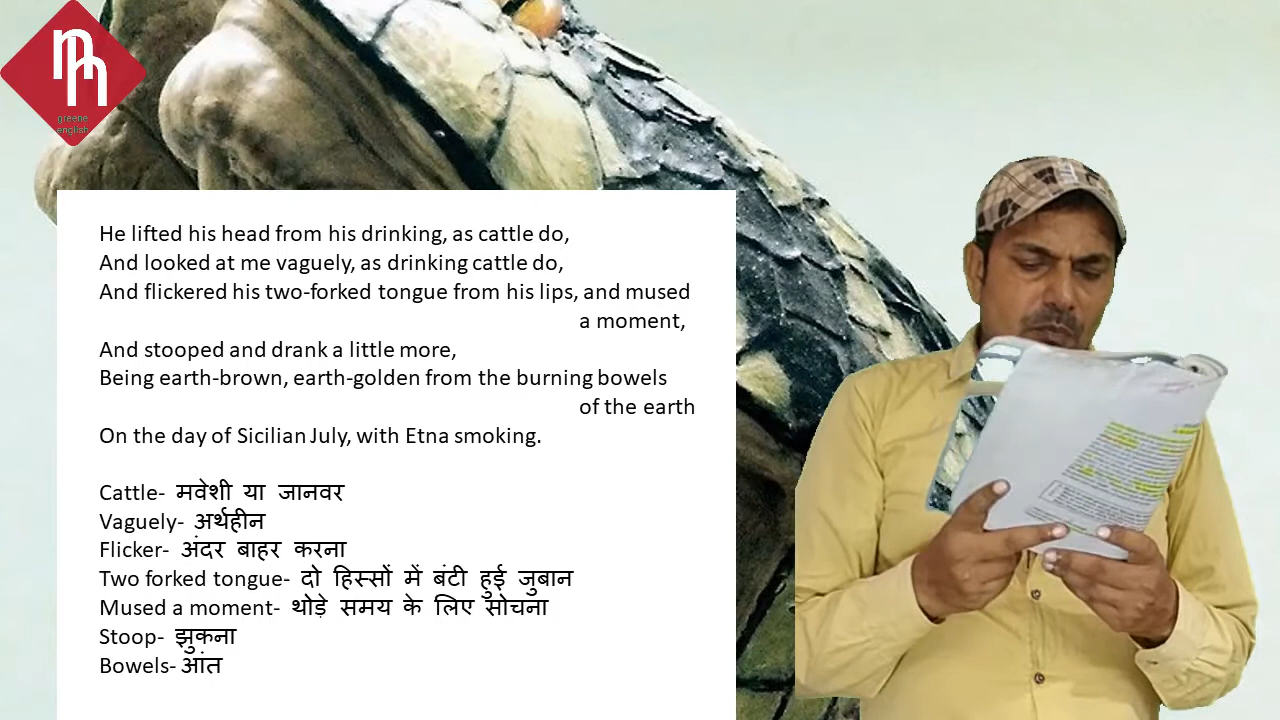 greene
english
He lifted his head from his drinking, as cattle do,
And looked at me vaguely, as drinking cattle do,
And flickered his two-forked tongue from his lips, and mused
a moment,
And stooped and drank a little more,
Being earth-brown, earth-golden from the burning bowels
of the earth
On the day of Sicilian July, with Etna smoking.
Cattle- मवेशी या जानवर
Vaguely- अर्थहीन
Flicker- अंदर बाहर करना
Two forked tongue- दो हिस्सों में बंटी हुई जुबान
Mused a moment- थोड़े समय के लिए सोचना
Stoop- झुकना
Bowels- आंत